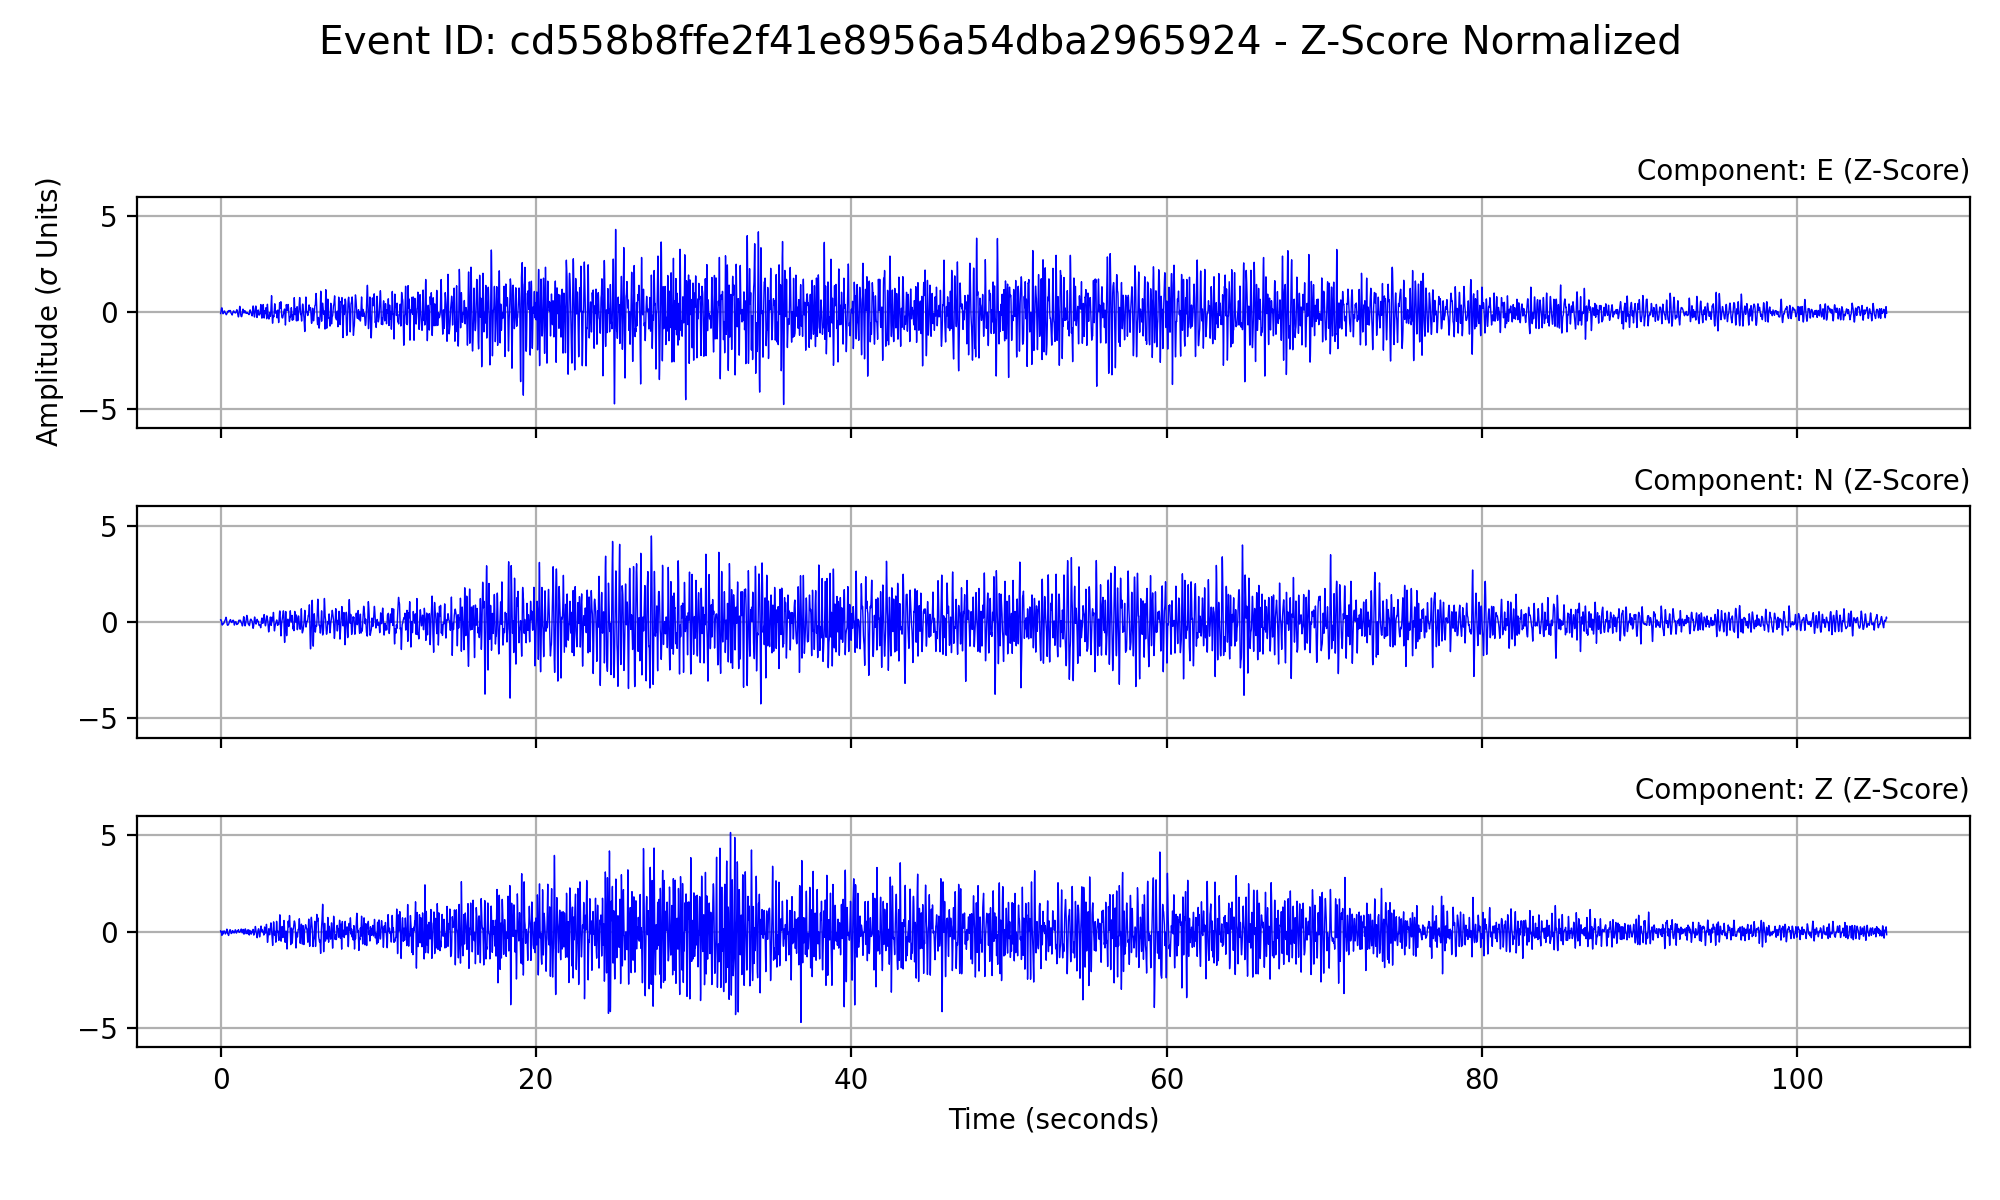 Event ID: cd558b8ffe2f41e8956a54dba2965924 - Z-Score Normalized
Component: E (Z-Score)
Amplitude (σ Units)
5
0
−5
Component: N (Z-Score)
5
0
−5
Component: Z (Z-Score)
5
0
−5
0 20 40 60 80 100
Time (seconds)